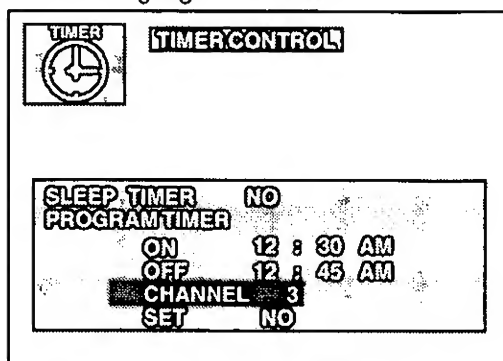 TIMER
TIMER CONTROL
SLEEP TIMER NO
PROGRAM TIMER
ON 12 : 30 AM
OFF 12 : 45 AM
CHANNEL 3
SET NO